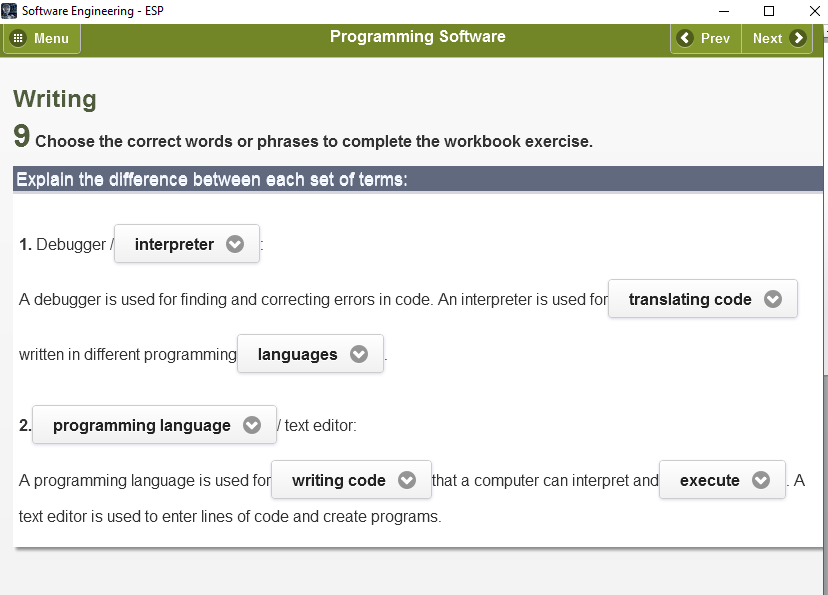 Software Engineering - ESP
Menu Programming Software Prev Next
Writing
9 Choose the correct words or phrases to complete the workbook exercise.
Explain the difference between each set of terms:
1. Debugger / interpreter :
A debugger is used for finding and correcting errors in code. An interpreter is used for translating code
written in different programming languages .
2. programming language / text editor:
A programming language is used for writing code that a computer can interpret and execute . A
text editor is used to enter lines of code and create programs.